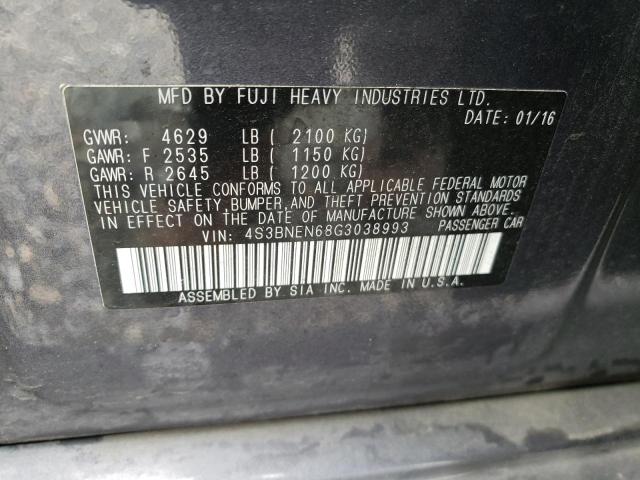 MFD BY FUJI HEAVY INDUSTRIES LTD.
DATE: 01/16
GVWR: 4629 LB ( 2100 KG)
GAWR: F 2535 LB ( 1150 KG)
GAWR: R 2645 LB ( 1200 KG)
THIS VEHICLE CONFORMS TO ALL APPLICABLE FEDERAL MOTOR
VEHICLE SAFETY,BUMPER,AND THEFT PREVENTION STANDARDS
IN EFFECT ON THE DATE OF MANUFACTURE SHOWN ABOVE.
VIN: 4S3BNEN68G3038993 PASSENGER CAR
ASSEMBLED BY SIA INC. MADE IN U.S.A.